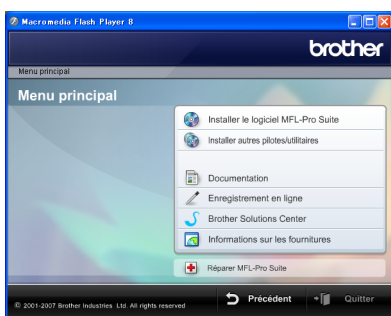 Macromedia Flash Player 8
brother
Menu principal
Menu principal
Installer le logiciel MFL-Pro Suite
Installer autres pilotes/utilitaires
Documentation
Enregistrement en ligne
Brother Solutions Center
Informations sur les fournitures
Réparer MFL-Pro Suite
© 2001-2007 Brother Industries Ltd. All rights reserved
Précédent
Quitter